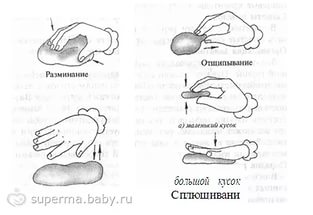 Разминание
Отщипывание
а) маленький кусок
большой кусок
Сплющивани
superma.baby.ru